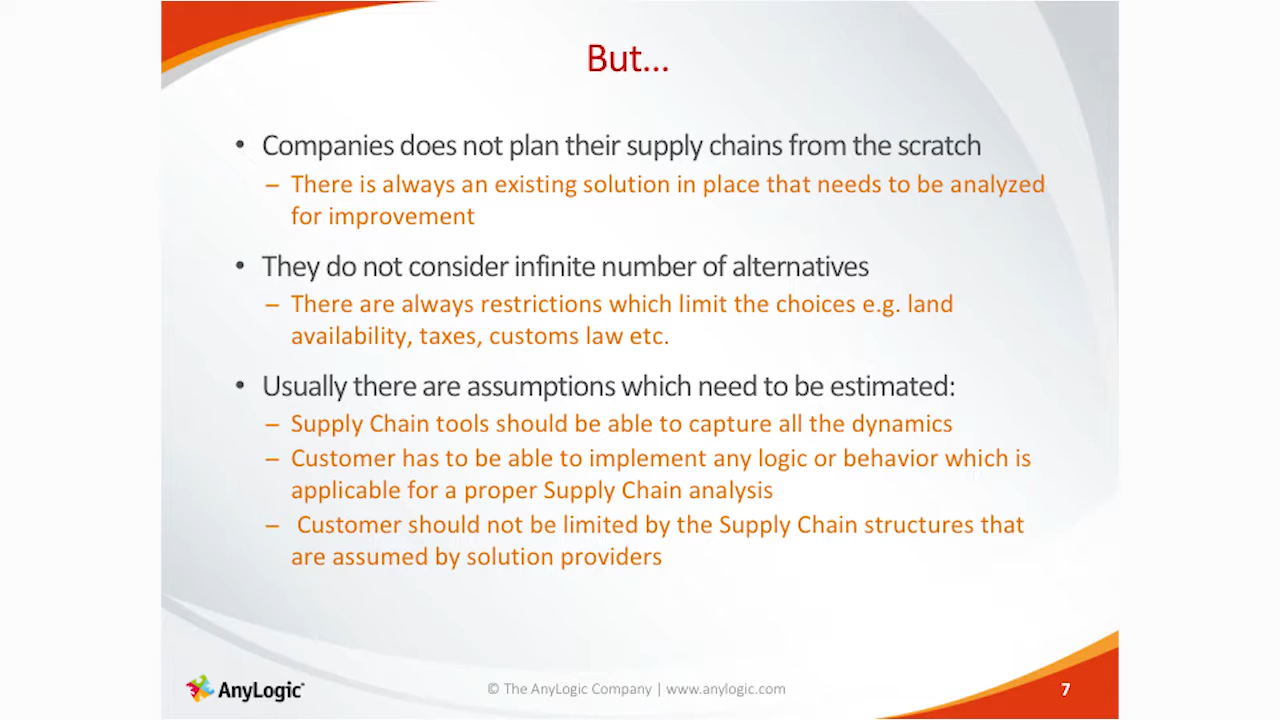 But...
• Companies does not plan their supply chains from the scratch
– There is always an existing solution in place that needs to be analyzed
for improvement
• They do not consider infinite number of alternatives
– There are always restrictions which limit the choices e.g. land
availability, taxes, customs law etc.
• Usually there are assumptions which need to be estimated:
– Supply Chain tools should be able to capture all the dynamics
– Customer has to be able to implement any logic or behavior which is
applicable for a proper Supply Chain analysis
– Customer should not be limited by the Supply Chain structures that
are assumed by solution providers
AnyLogic
© The AnyLogic Company | www.anylogic.com
7